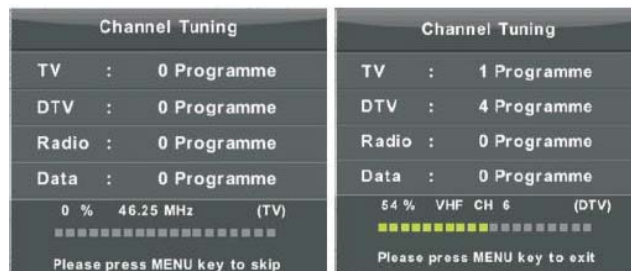 Channel Tuning
TV : 0 Programme
DTV : 0 Programme
Radio : 0 Programme
Data : 0 Programme
0 % 46.25 MHz (TV)
Please press MENU key to skip
Channel Tuning
TV : 1 Programme
DTV : 4 Programme
Radio : 0 Programme
Data : 0 Programme
54 % VHF CH 6 (DTV)
Please press MENU key to exit